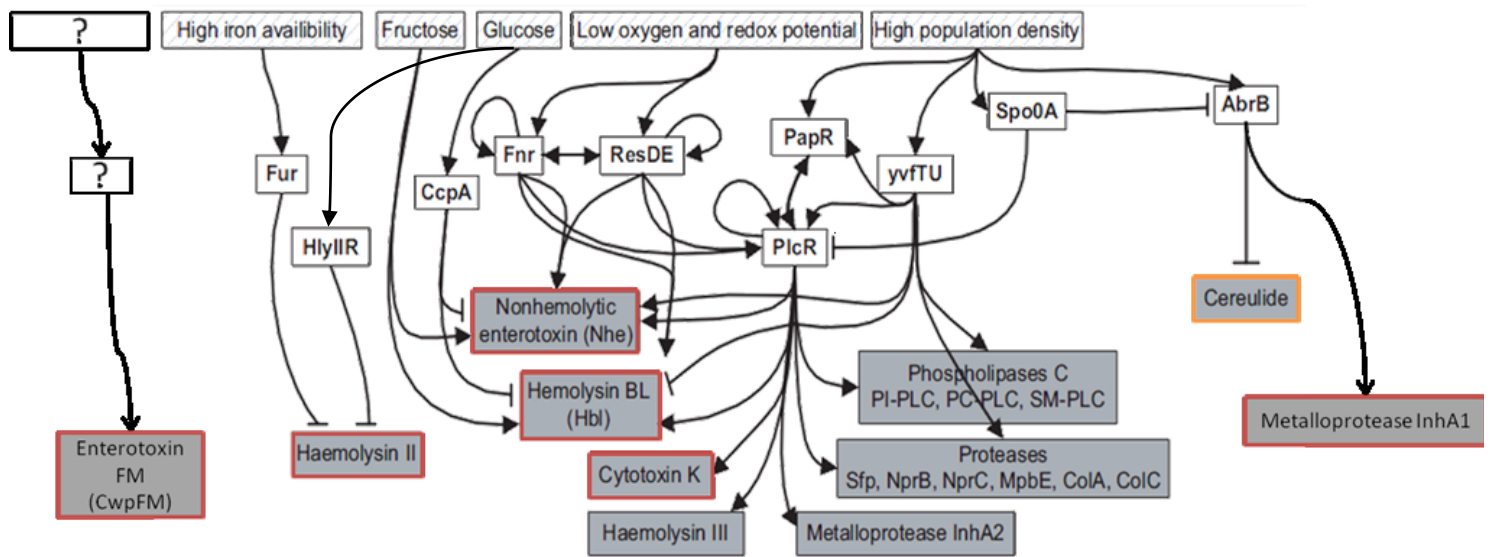 ?
High iron availibility
Fructose
Glucose
Low oxygen and redox potential
High population density
?
Fur
HlyIIR
CcpA
Fnr
ResDE
PapR
yvfTU
Spo0A
AbrB
PlcR
Nonhemolytic
enterotoxin (Nhe)
Hemolysin BL
(Hbl)
Cereulide
Phospholipases C
PI-PLC, PC-PLC, SM-PLC
Metalloprotease InhA1
Enterotoxin
FM
(CwpFM)
Haemolysin II
Cytotoxin K
Proteases
Sfp, NprB, NprC, MpbE, ColA, ColC
Haemolysin III
Metalloprotease InhA2